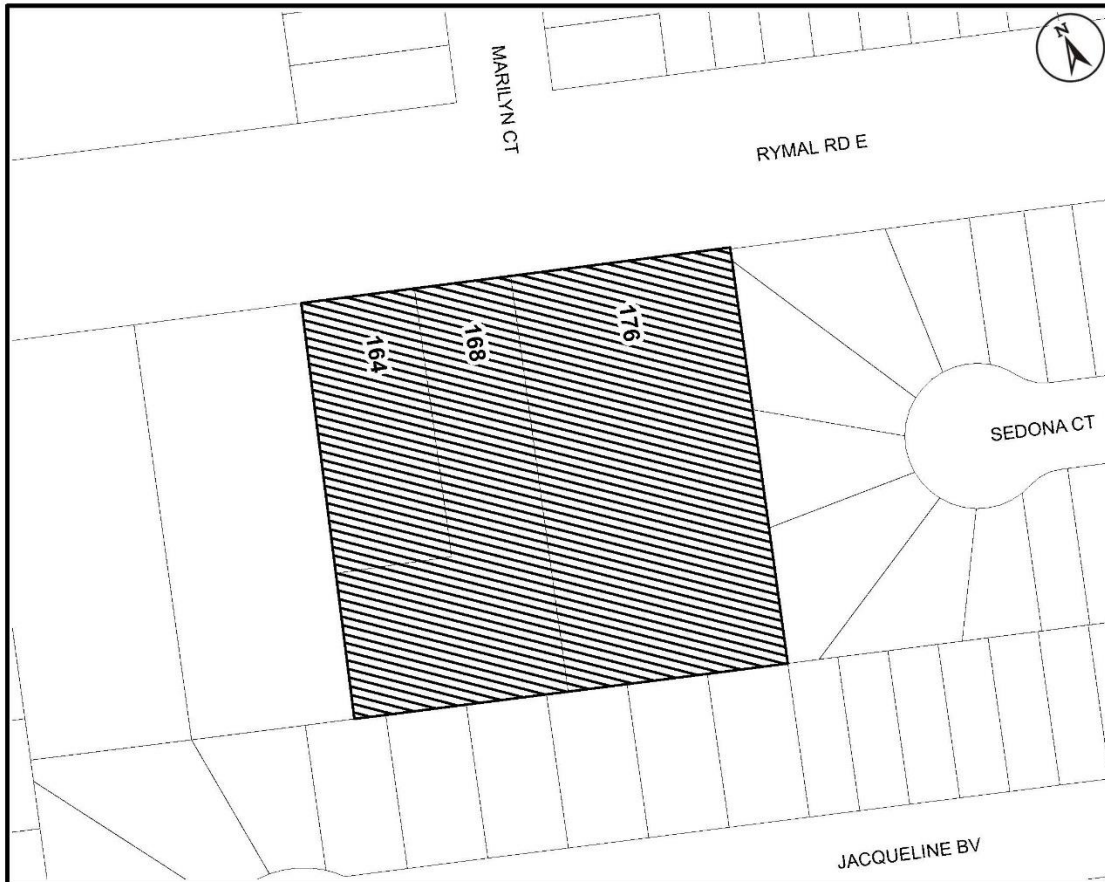 N
MARILYN CT
RYMAL RD E
164
168
176
SEDONA CT
JACQUELINE BV